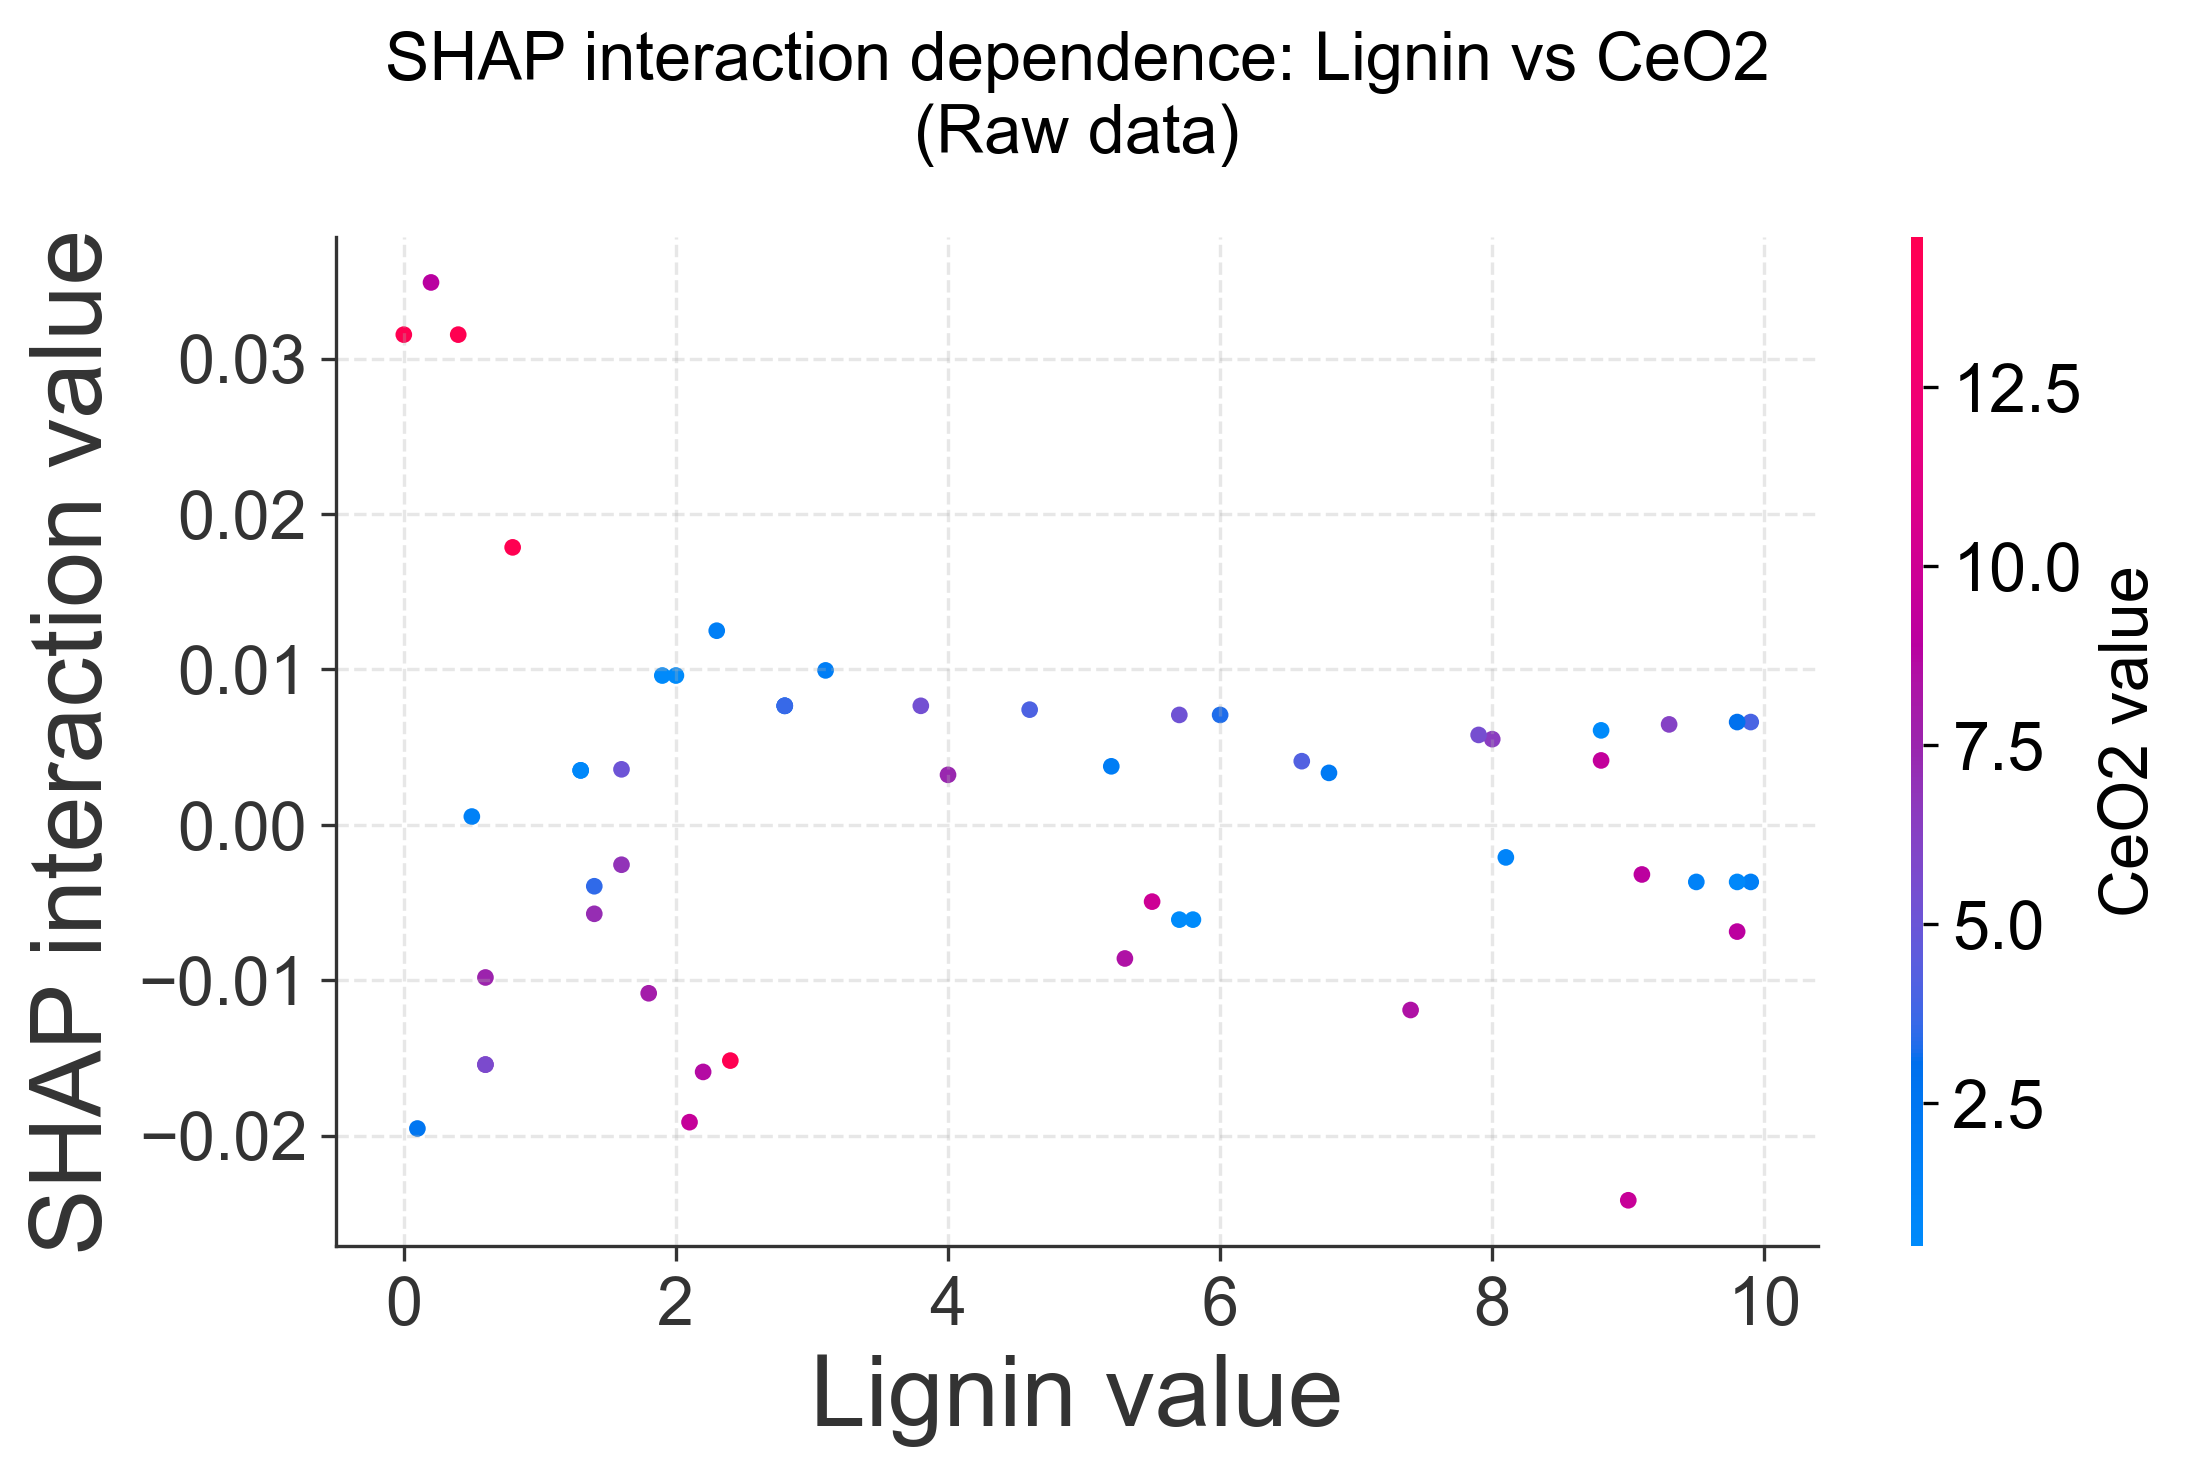 SHAP interaction dependence: Lignin vs CeO2
(Raw data)
SHAP interaction value
0.03
0.02
0.01
0.00
−0.01
−0.02
0 2 4 6 8 10
Lignin value
12.5
10.0
7.5
5.0
2.5
CeO2 value